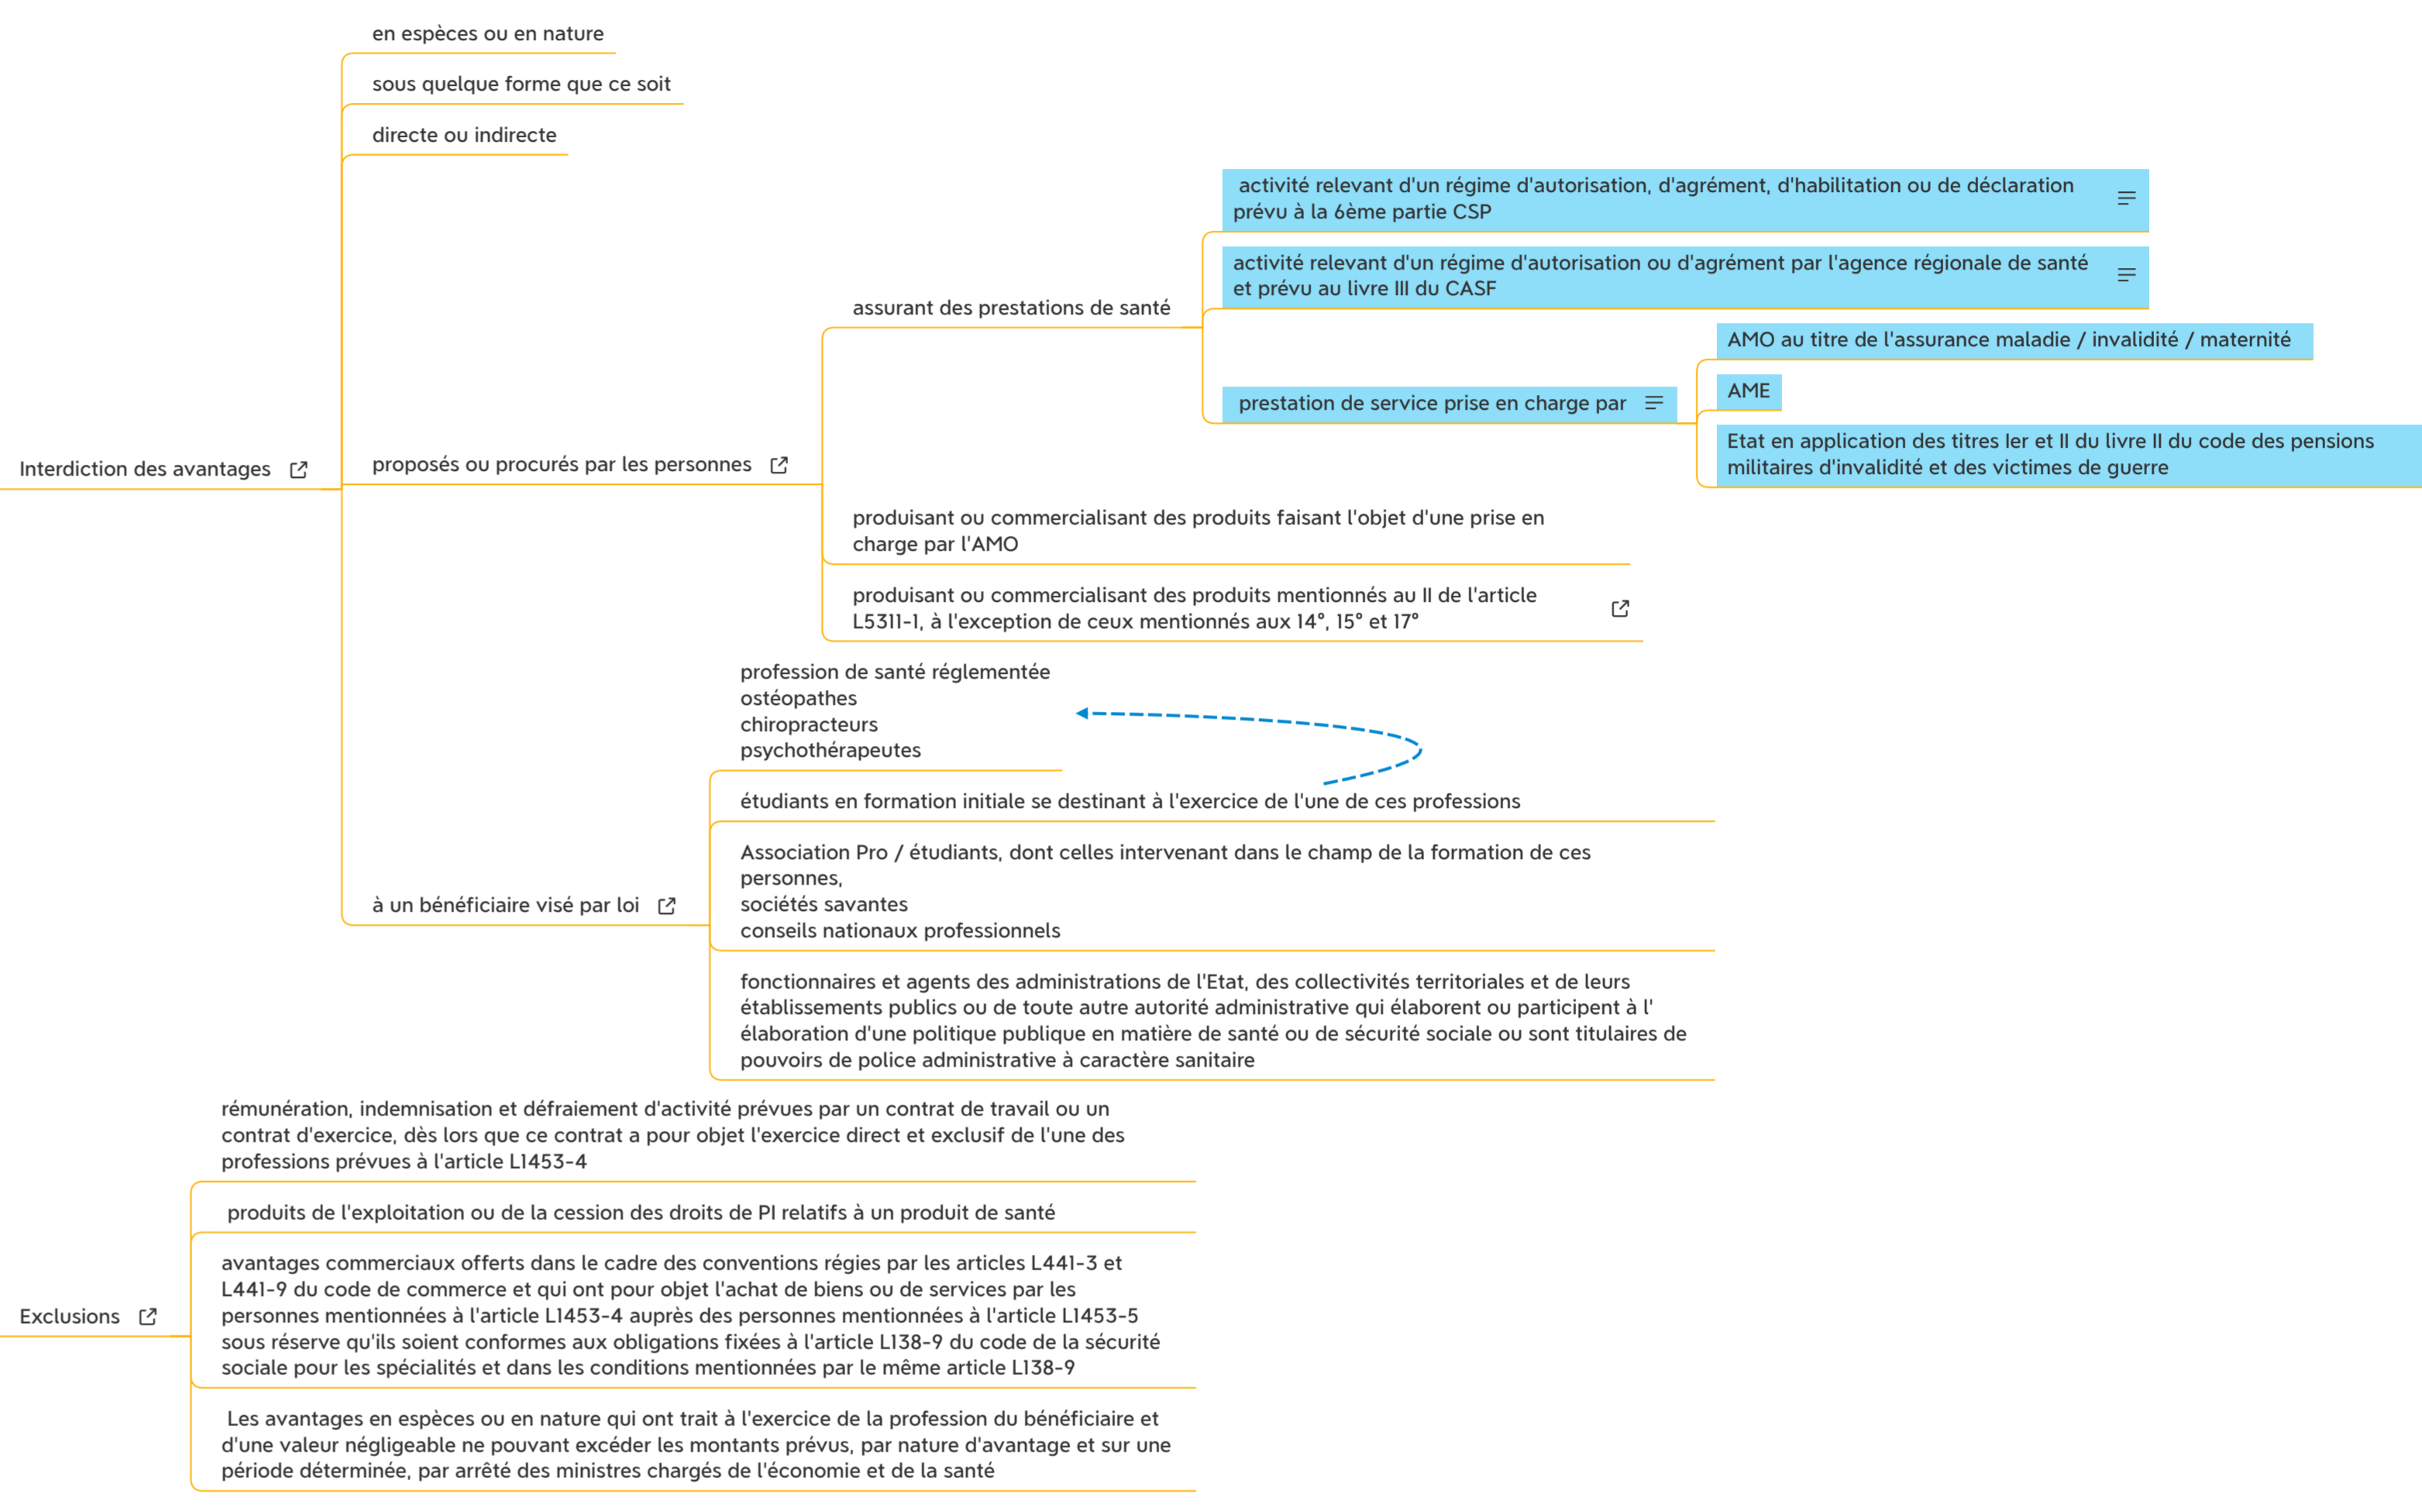 en espèces ou en nature
sous quelque forme que ce soit
directe ou indirecte
activité relevant d'un régime d'autorisation, d'agrément, d'habilitation ou de déclaration
prévu à la 6ème partie CSP
activité relevant d'un régime d'autorisation ou d'agrément par l'agence régionale de santé
et prévu au livre III du CASF
assurant des prestations de santé
AMO au titre de l'assurance maladie / invalidité / maternité
AME
prestation de service prise en charge par
Etat en application des titres Ier et II du livre II du code des pensions
militaires d'invalidité et des victimes de guerre
Interdiction des avantages
proposés ou procurés par les personnes
produisant ou commercialisant des produits faisant l'objet d'une prise en
charge par l'AMO
produisant ou commercialisant des produits mentionnés au II de l'article
L5311-1, à l'exception de ceux mentionnés aux 14°, 15° et 17°
profession de santé réglementée
ostéopathes
chiropracteurs
psychothérapeutes
étudiants en formation initiale se destinant à l'exercice de l'une de ces professions
Association Pro / étudiants, dont celles intervenant dans le champ de la formation de ces
personnes,
sociétés savantes
conseils nationaux professionnels
à un bénéficiaire visé par loi
fonctionnaires et agents des administrations de l'Etat, des collectivités territoriales et de leurs
établissements publics ou de toute autre autorité administrative qui élaborent ou participent à l'
élaboration d'une politique publique en matière de santé ou de sécurité sociale ou sont titulaires de
pouvoirs de police administrative à caractère sanitaire
rémunération, indemnisation et défraiement d'activité prévues par un contrat de travail ou un
contrat d'exercice, dès lors que ce contrat a pour objet l'exercice direct et exclusif de l'une des
professions prévues à l'article L1453-4
produits de l'exploitation ou de la cession des droits de PI relatifs à un produit de santé
avantages commerciaux offerts dans le cadre des conventions régies par les articles L441-3 et
L441-9 du code de commerce et qui ont pour objet l'achat de biens ou de services par les
personnes mentionnées à l'article L1453-4 auprès des personnes mentionnées à l'article L1453-5
sous réserve qu'ils soient conformes aux obligations fixées à l'article L138-9 du code de la sécurité
sociale pour les spécialités et dans les conditions mentionnées par le même article L138-9
Exclusions
Les avantages en espèces ou en nature qui ont trait à l'exercice de la profession du bénéficiaire et
d'une valeur négligeable ne pouvant excéder les montants prévus, par nature d'avantage et sur une
période déterminée, par arrêté des ministres chargés de l'économie et de la santé